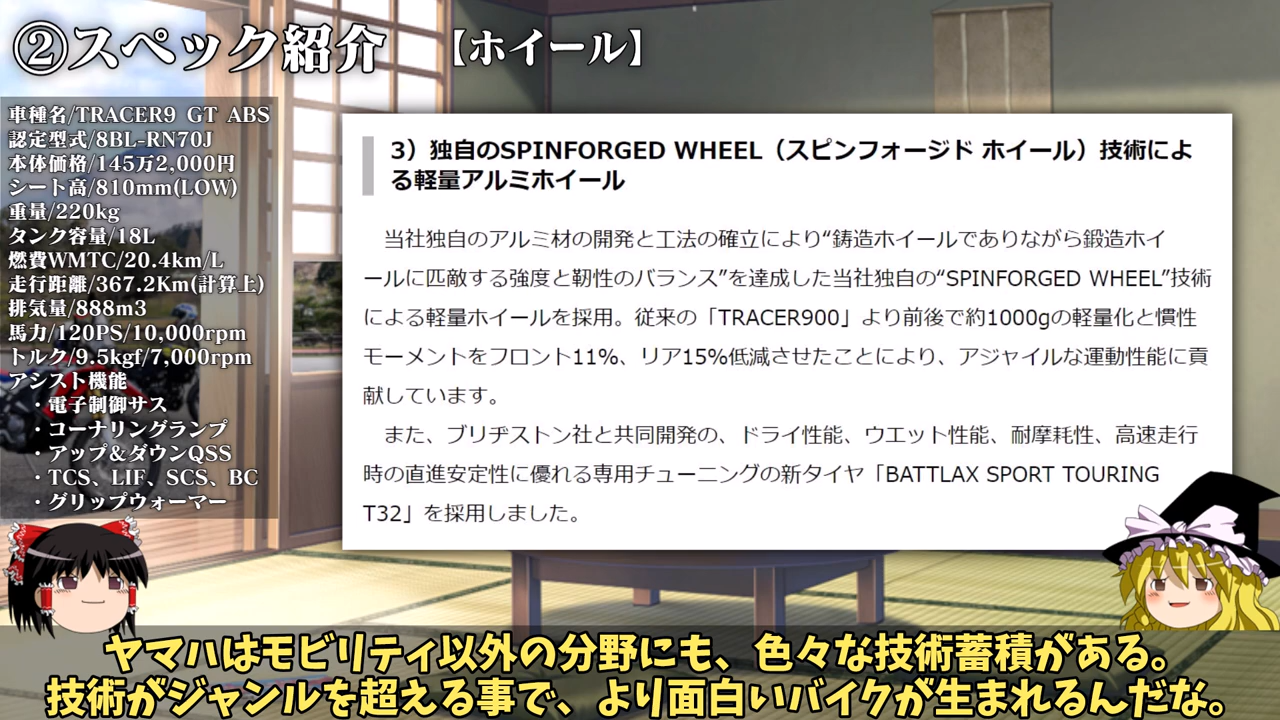 ②スペック紹介 【ホイール】
車種名/TRACER9 GT ABS
認定型式/8BL-RN70J
本体価格/145万2,000円
シート高/810mm(LOW)
重量/220kg
タンク容量/18L
燃費WMTC/20.4km/L
走行距離/367.2Km(計算上)
排気量/888m3
馬力/120PS/10,000rpm
トルク/9.5kgf/7,000rpm
アシスト機能
・電子制御サス
・コーナリングランプ
・アップ&ダウンQSS
・TCS、LIF、SCS、BC
・グリップウォーマー
3）独自のSPINFORGED WHEEL（スピンフォージド ホイール）技術によ
る軽量アルミホイール
当社独自のアルミ材の開発と工法の確立により“鋳造ホイールでありながら鍛造ホイ
ールに匹敵する強度と靭性のバランス”を達成した当社独自の“SPINFORGED WHEEL”技術
による軽量ホイールを採用。従来の「TRACER900」より前後で約1000gの軽量化と慣性
モーメントをフロント11%、リア15%低減させたことにより、アジャイルな運動性能に貢
献しています。
また、ブリヂストン社と共同開発の、ドライ性能、ウエット性能、耐摩耗性、高速走行
時の直進安定性に優れる専用チューニングの新タイヤ「BATTLAX SPORT TOURING
T32」を採用しました。
ヤマハはモビリティ以外の分野にも、色々な技術蓄積がある。
技術がジャンルを超える事で、より面白いバイクが生まれるんだな。